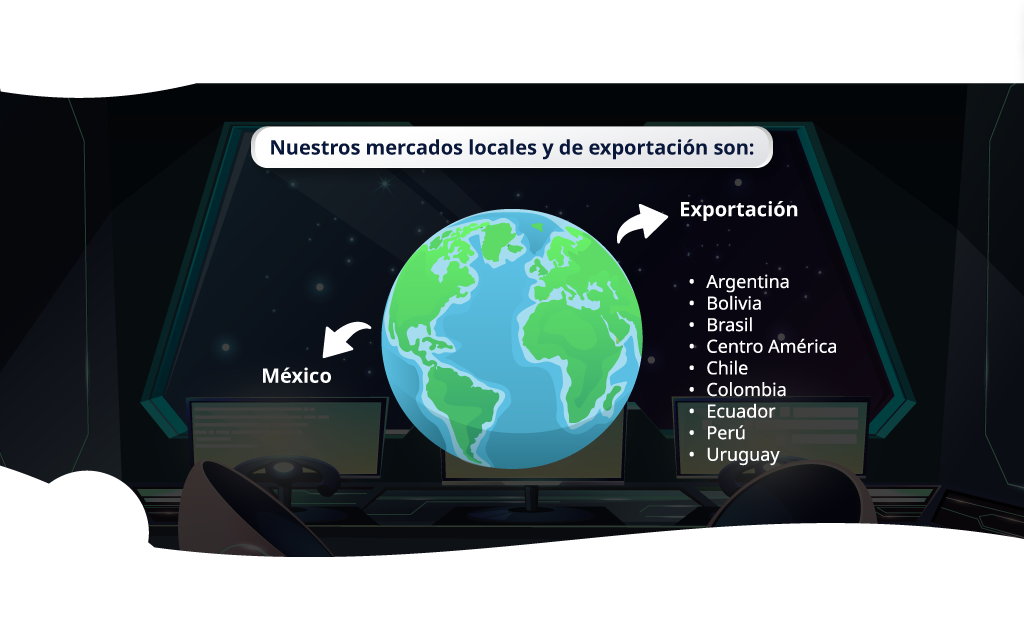 Nuestros mercados locales y de exportación son:
Exportación
• Argentina
• Bolivia
• Brasil
• Centro América
• Chile
• Colombia
• Ecuador
• Perú
• Uruguay
México